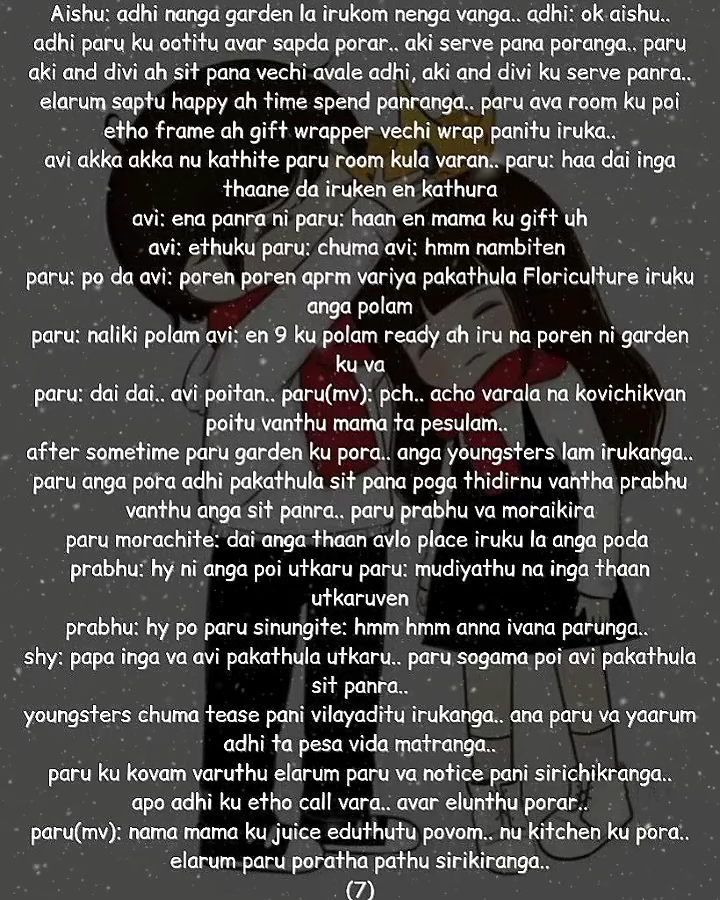 Aishu: adhi nanga garden la irukom nenga vanga.. adhi: ok aishu..
adhi paru ku ootitu avar sapda porar.. aki serve pana poranga.. paru
aki and divi ah sit pana vechi avale adhi, aki and divi ku serve panra..
elarum saptu happy ah time spend panranga.. paru ava room ku poi
etho frame ah gift wrapper vechi wrap panitu iruka..
avi akka akka nu kathite paru room kula varan.. paru: haa dai inga
thaane da iruken en kathura
avi: ena panra ni paru: haan en mama ku gift uh
avi: ethuku paru: chuma avi: hmm nambiten
paru: po da avi: poren poren aprm variya pakathula Floriculture iruku
anga polam
paru: naliki polam avi: en 9 ku polam ready ah iru na poren ni garden
ku va
paru: dai dai.. avi poitan.. paru(mv): pch.. acho varala na kovichikvan
poitu vanthu mama ta pesulam..
after sometime paru garden ku pora.. anga youngsters lam irukanga..
paru anga pora adhi pakathula sit pana poga thidirnu vantha prabhu
vanthu anga sit panra.. paru prabhu va moraikira
paru morachite: dai anga thaan avlo place iruku la anga poda
prabhu: hy ni anga poi utkaru paru: mudiyathu na inga thaan
utkaruven
prabhu: hy po paru sinungite: hmm hmm anna ivana parunga..
shy: papa inga va avi pakathula utkaru.. paru sogama poi avi pakathula
sit panra..
youngsters chuma tease pani vilayaditu irukanga.. ana paru va yaarum
adhi ta pesa vida matranga..
paru ku kovam varuthu elarum paru va notice pani sirichikranga..
apo adhi ku etho call vara.. avar elunthu porar..
paru(mv): nama mama ku juice eduthutu povom.. nu kitchen ku pora..
elarum paru poratha pathu sirikiranga..
(7)